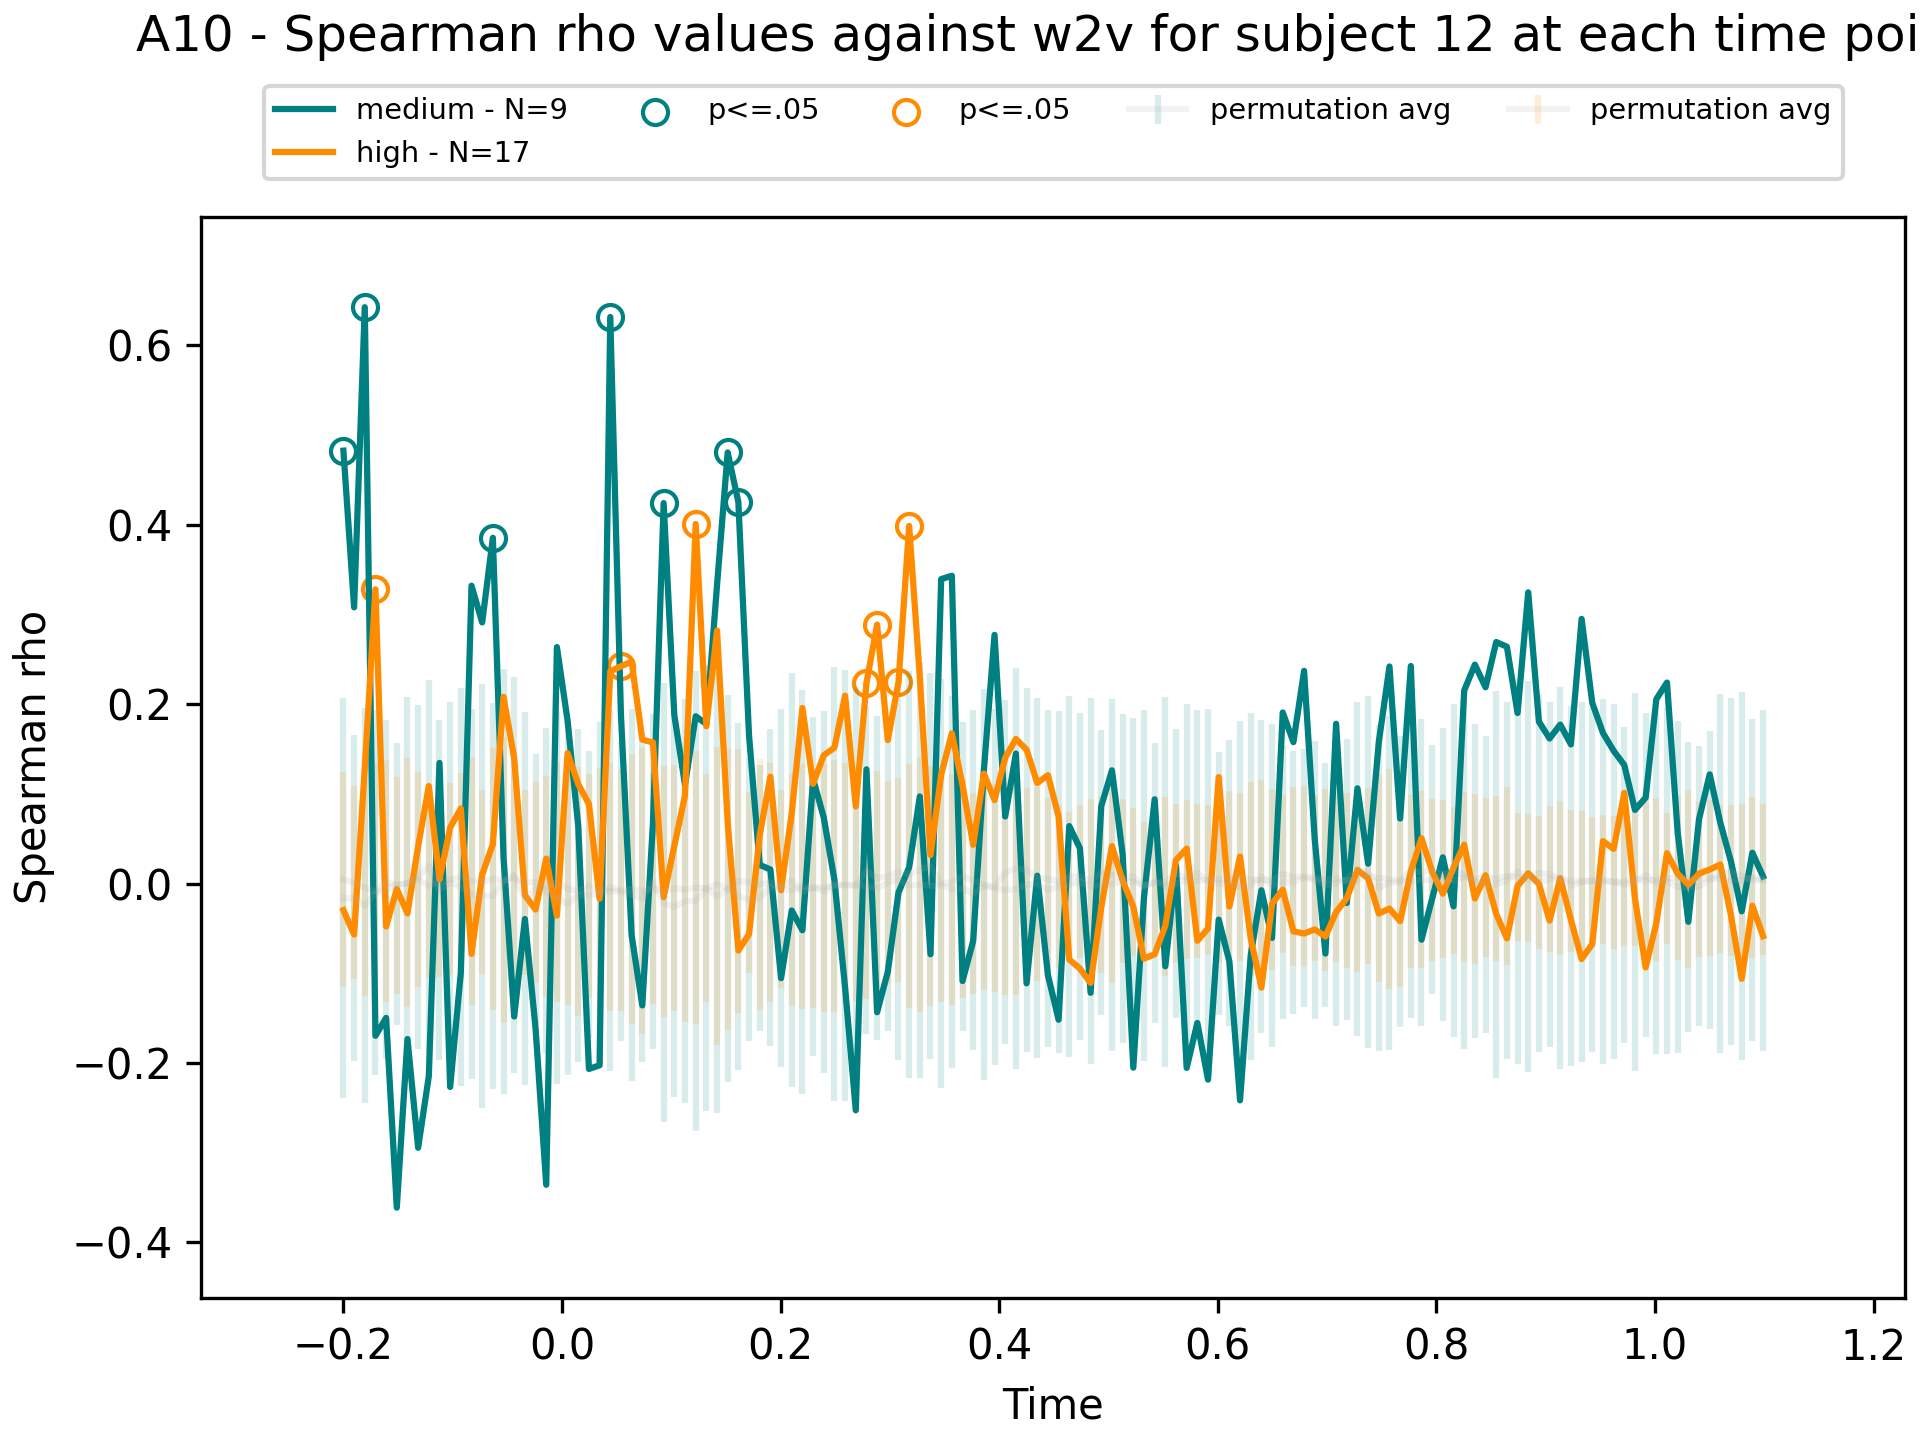 A10 - Spearman rho values against w2v for subject 12 at each time poi
medium - N=9
high - N=17
p<=.05
p<=.05
permutation avg
permutation avg
Spearman rho
0.6
0.4
0.2
0.0
−0.2
−0.4
−0.2 0.0 0.2 0.4 0.6 0.8 1.0 1.2
Time